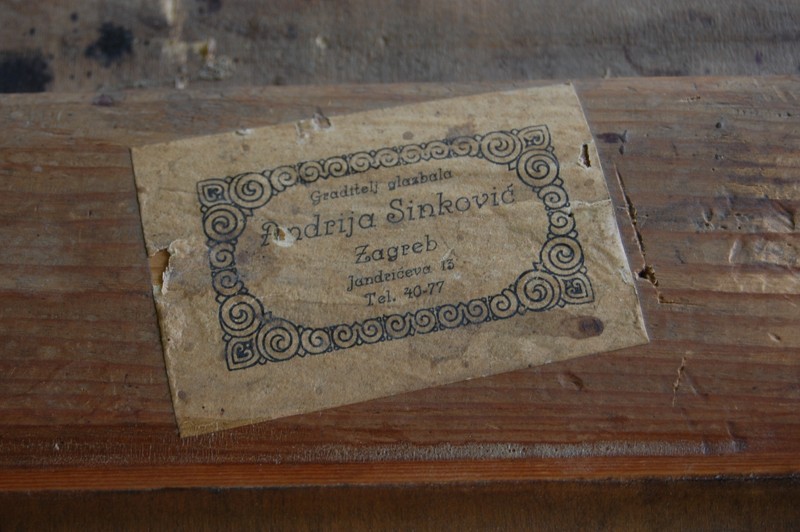 Graditelj glazbala
Andrija Sinković
Zagreb
Jandrićeva 13
Tel. 40-77